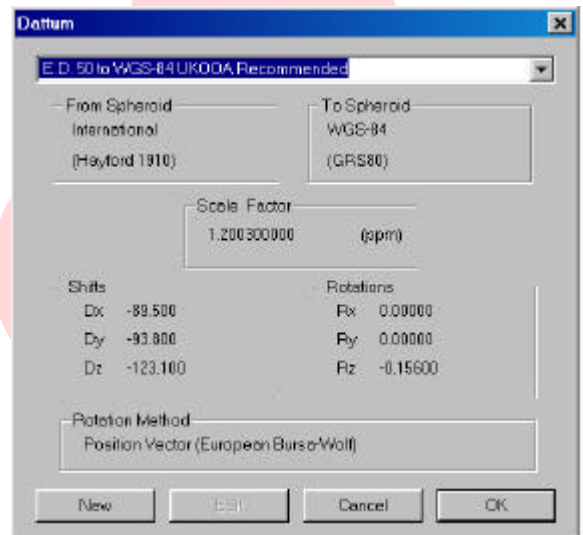 Dattum
E.D. 50 to WGS-84 UKOOA Recommended
From Spheroid
International
(Hayford 1910)
To Spheroid
WGS-84
(GRS80)
Scale Factor
1.200300000 (ppm)
Shifts
Dx -89.500
Dy -93.800
Dz -123.100
Rotations
Rx 0.00000
Ry 0.00000
Rz -0.15600
Rotation Method
Position Vector (European Bursa-Wolf)
New
Edit
Cancel
OK